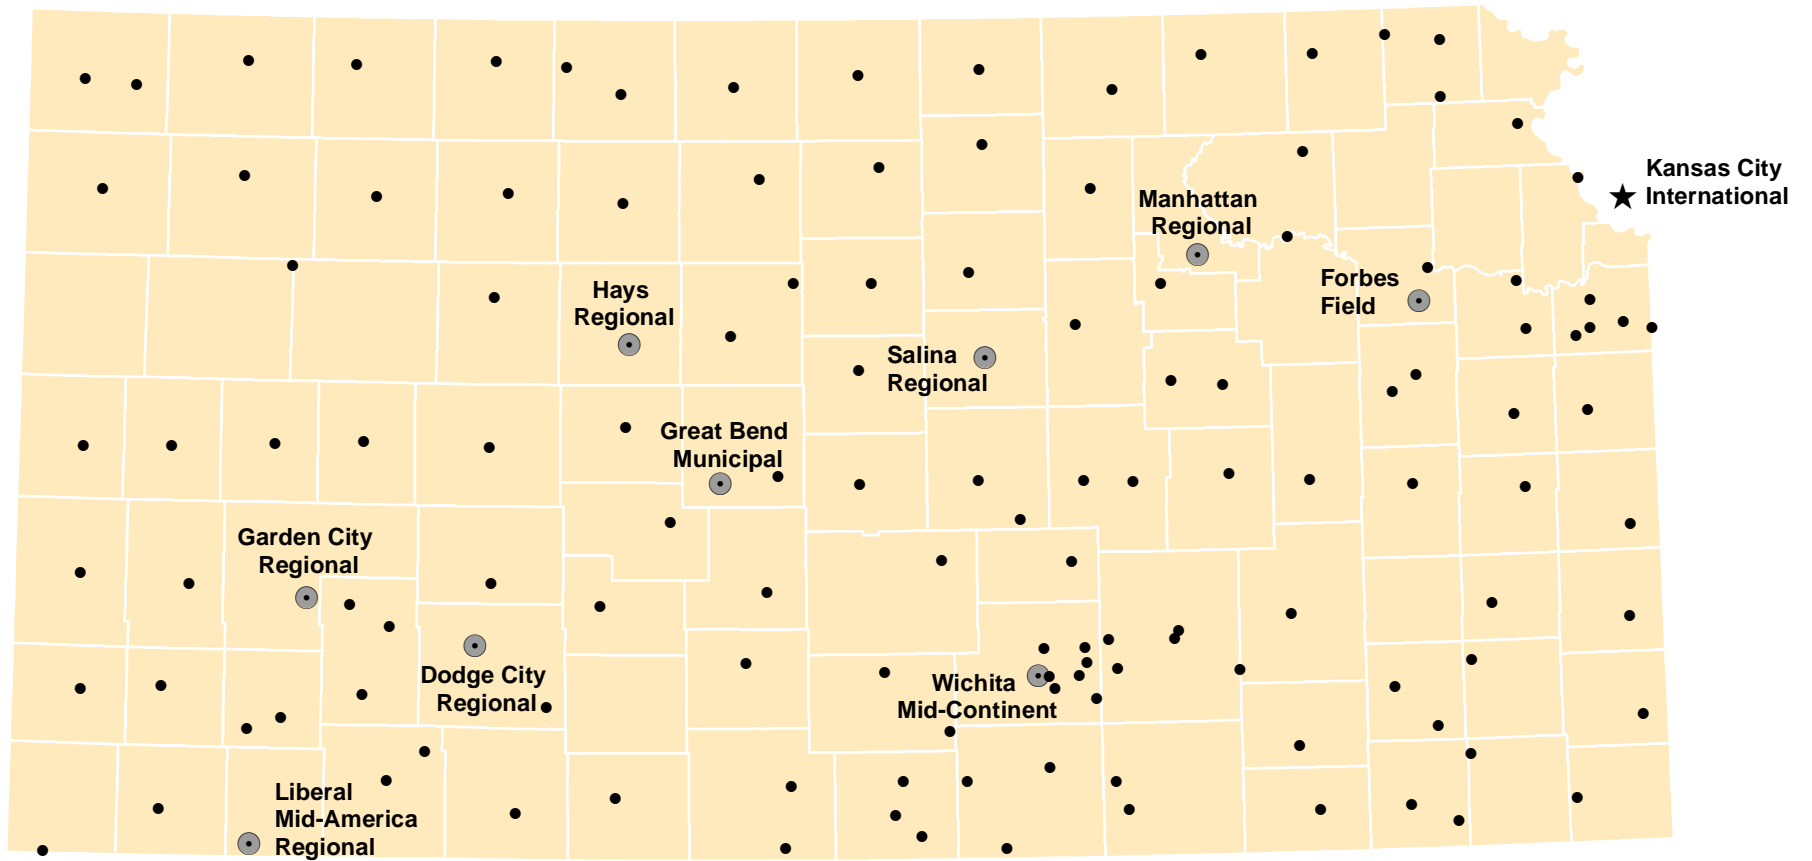 Kansas City
International
Manhattan
Regional
Forbes
Field
Hays
Regional
Salina
Regional
Great Bend
Municipal
Garden City
Regional
Dodge City
Regional
Wichita
Mid-Continent
Liberal
Mid-America
Regional